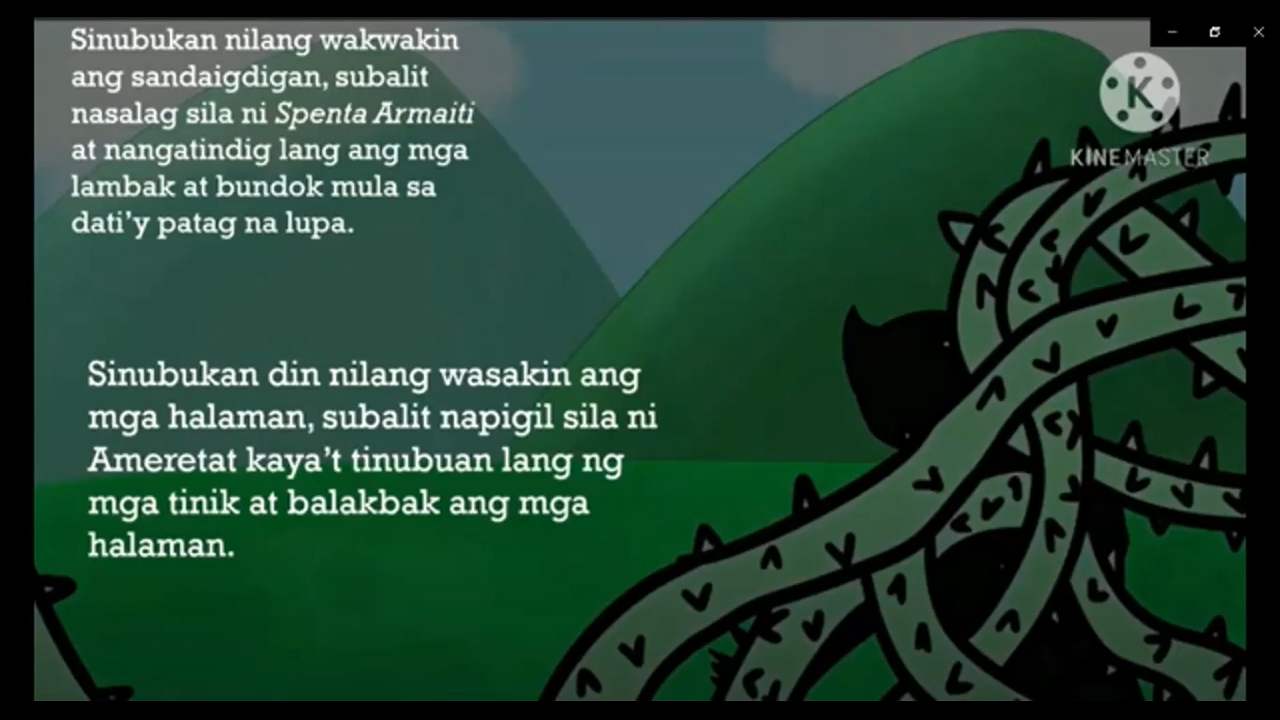 Sinubukan nilang wakwakin
ang sandaigdigan, subalit
nasalag sila ni Spenta Armaiti
at nangatindig lang ang mga
lambak at bundok mula sa
dati'y patag na lupa.
K
KINEMASTER
Sinubukan din nilang wasakin ang
mga halaman, subalit napigil sila ni
Ameretat kaya't tinubuan lang ng
mga tinik at balakbak ang mga
halaman.